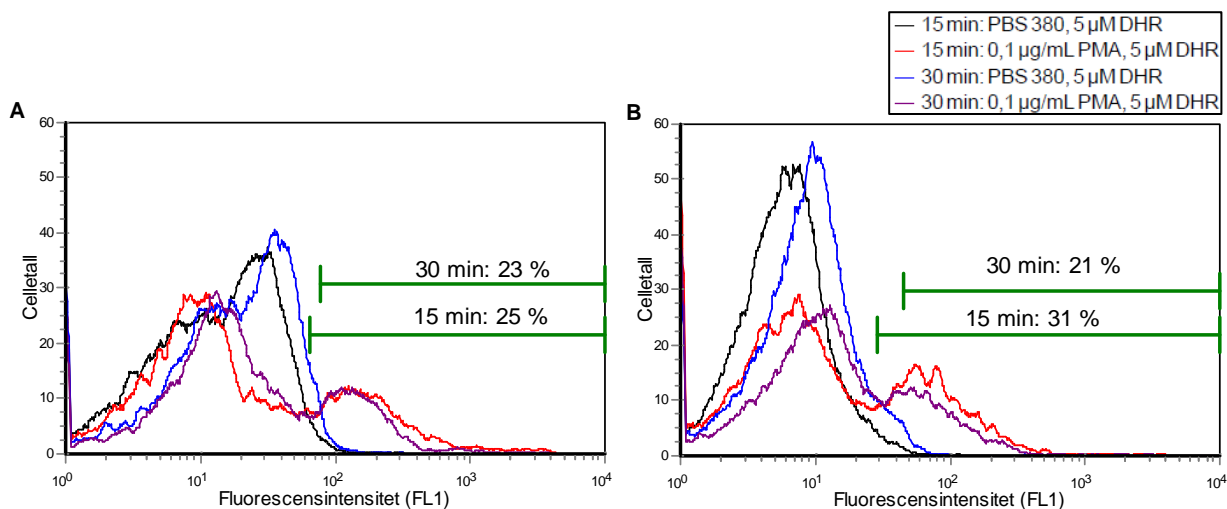 15 min: PBS 380, 5 µM DHR
15 min: 0,1 µg/mL PMA, 5 µM DHR
30 min: PBS 380, 5 µM DHR
30 min: 0,1 µg/mL PMA, 5 µM DHR
A
60
50
40
30
20
10
0
Celletall
30 min: 23 %
15 min: 25 %
10⁰
10¹
10²
10³
10⁴
Fluorescensintensitet (FL1)
B
60
50
40
30
20
10
0
Celletall
30 min: 21 %
15 min: 31 %
10⁰
10¹
10²
10³
10⁴
Fluorescensintensitet (FL1)